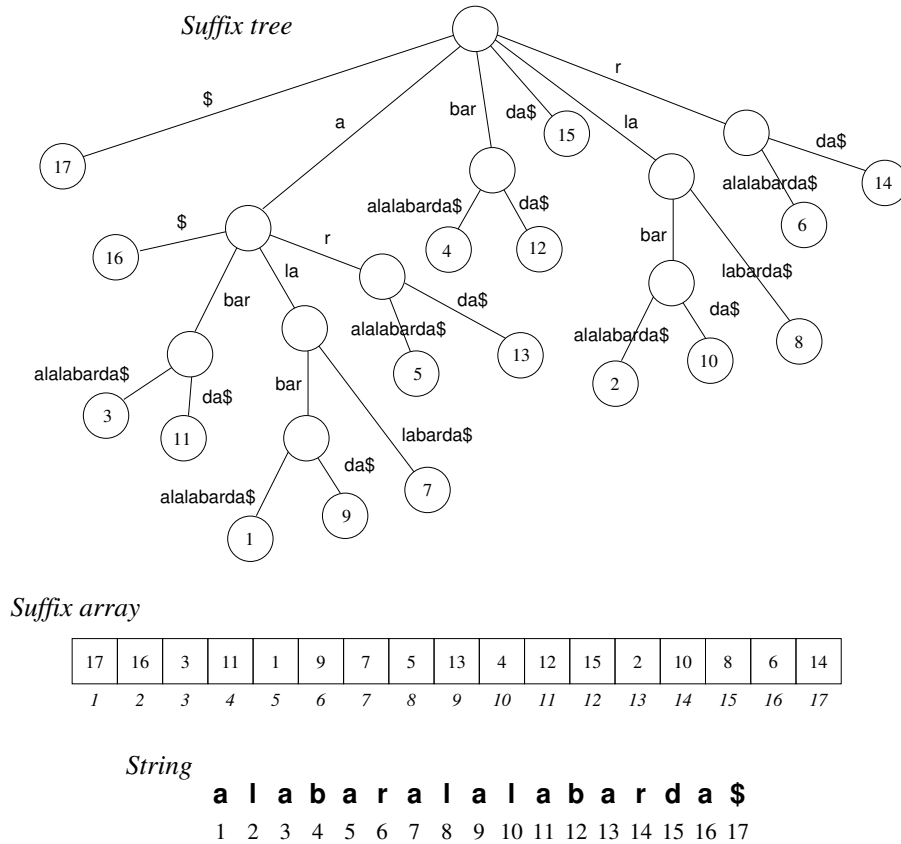 Suffix tree
$
a
bar
da$
la
r
17
15
da$
alalabarda$
14
6
$
16
r
alalabarda$
da$
4
12
bar
labarda$
bar
la
da$
alalabarda$
13
5
alalabarda$
da$
8
10
2
alalabarda$
da$
3
11
bar
labarda$
7
alalabarda$
da$
1
9
Suffix array
17 16 3 11 1 9 7 5 13 4 12 15 2 10 8 6 14
1 2 3 4 5 6 7 8 9 10 11 12 13 14 15 16 17
String
a l a b a r a l a l a b a r d a $
1 2 3 4 5 6 7 8 9 10 11 12 13 14 15 16 17